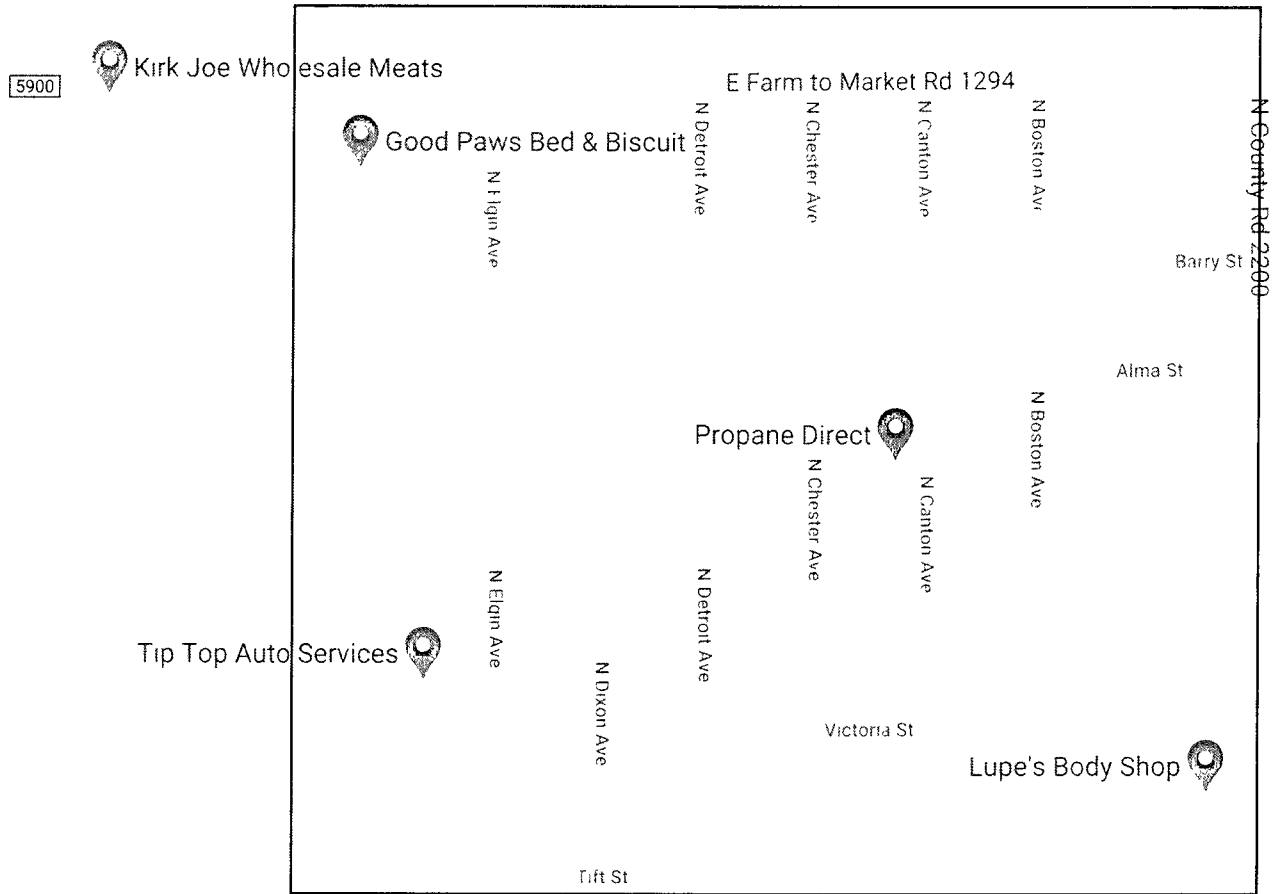 Kirk Joe Wholesale Meats
5900
E Farm to Market Rd 1294
Good Paws Bed & Biscuit
N Detroit Ave
N Chester Ave
N Canton Ave
N Boston Ave
N County Rd 2200
N Elgin Ave
Barry St
Alma St
N Boston Ave
Propane Direct
N Chester Ave
N Canton Ave
N Elgin Ave
N Detroit Ave
Tip Top Auto Services
N Dixon Ave
Victoria St
Lupe's Body Shop
Tift St